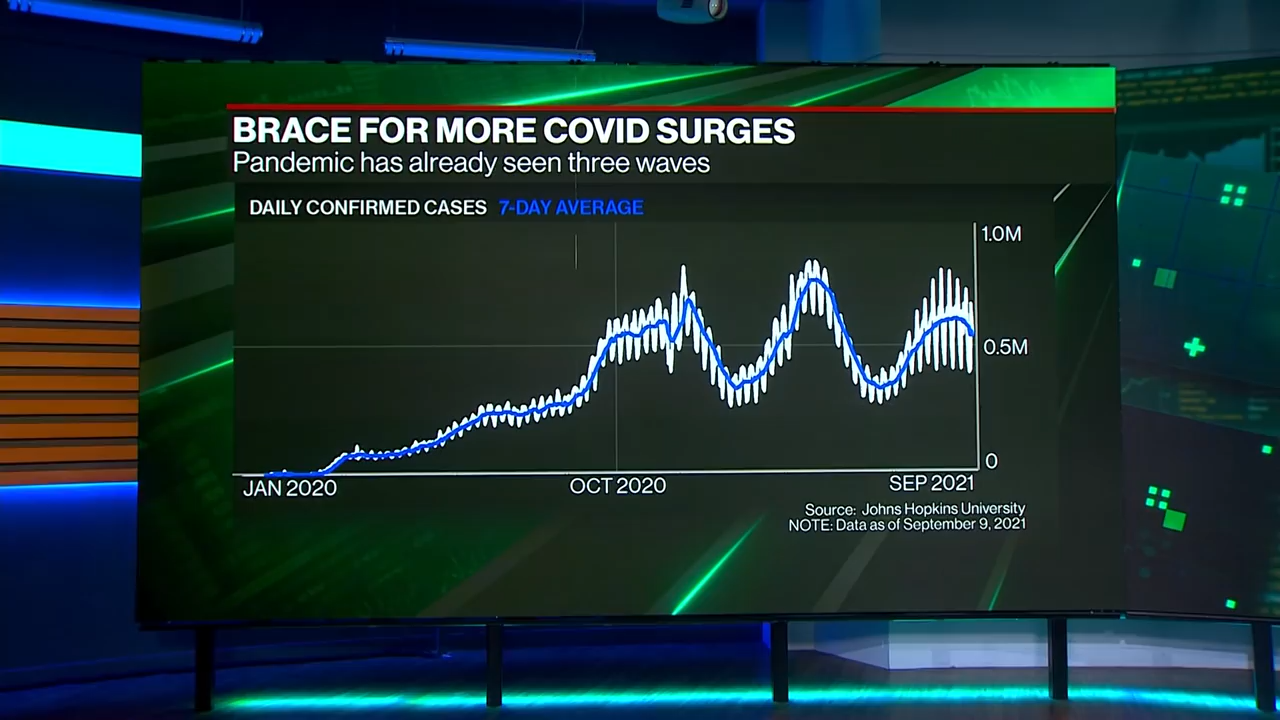 BRACE FOR MORE COVID SURGES
Pandemic has already seen three waves
DAILY CONFIRMED CASES 7-DAY AVERAGE
1.0M
0.5M
0
JAN 2020 OCT 2020 SEP 2021
Source: Johns Hopkins University
NOTE: Data as of September 9, 2021